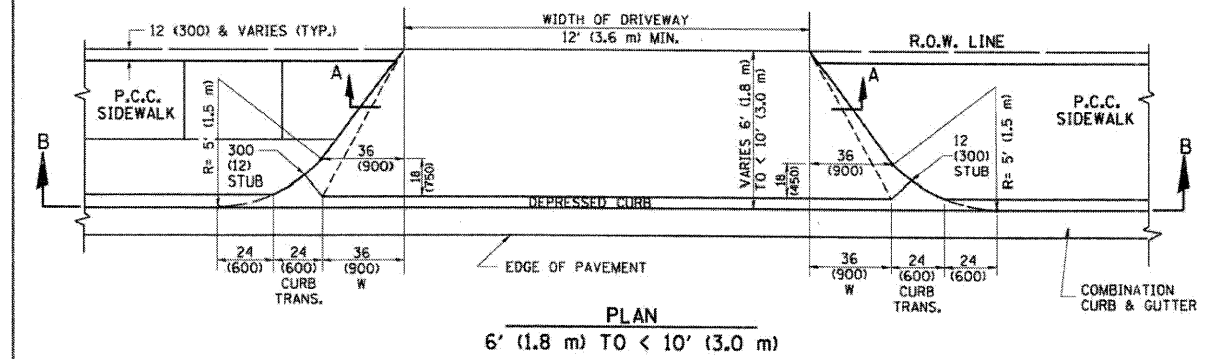 WIDTH OF DRIVEWAY
12' (3.6 m) MIN.
12 (300) & VARIES (TYP.)
R.O.W. LINE
A
A
P.C.C.
SIDEWALK
P.C.C.
SIDEWALK
R= 5' (1.5 m)
300
(12)
STUB
36
(900)
18
(750)
VARIES 6' (1.8 m)
TO < 10' (3.0 m)
36
(900)
18
(450)
12
(300)
STUB
R= 5' (1.5 m)
B
B
DEPRESSED CURB
24
(600)
24
(600)
CURB
TRANS.
36
(900)
W
EDGE OF PAVEMENT
36
(900)
W
24
(600)
CURB
TRANS.
24
(600)
COMBINATION
CURB & GUTTER
PLAN
6' (1.8 m) TO < 10' (3.0 m)